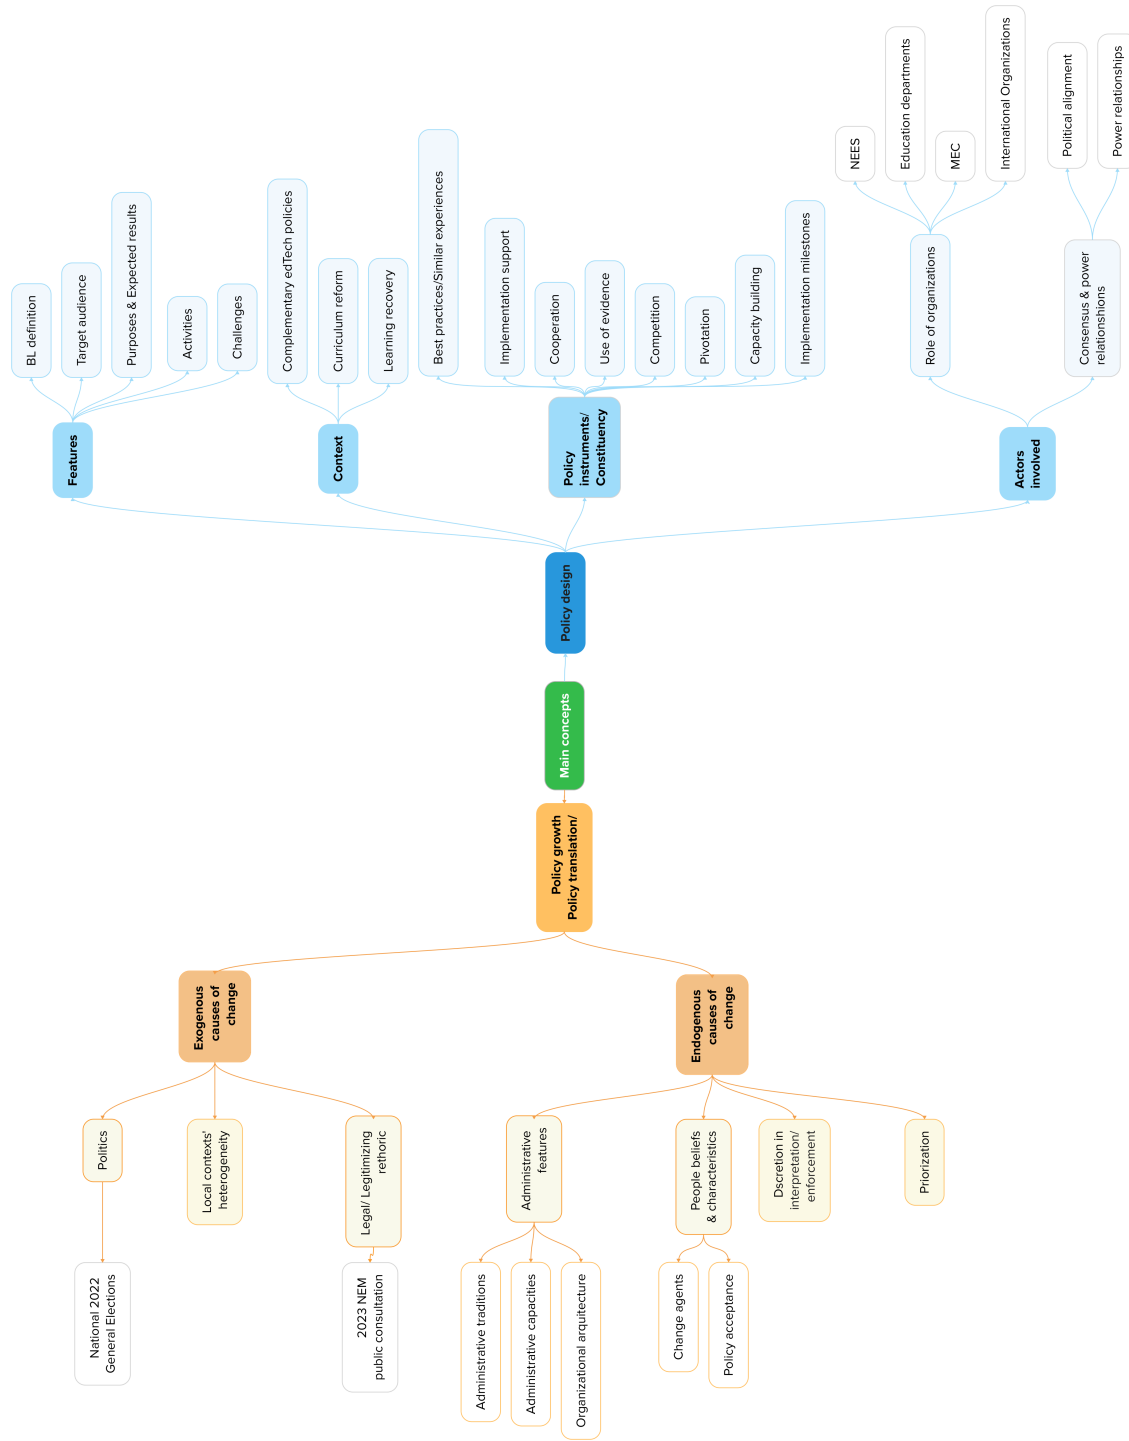 Main concepts
Policy design
Features
BL definition
Target audience
Purposes & Expected results
Activities
Challenges
Context
Complementary edTech policies
Curriculum reform
Learning recovery
Policy
instruments/
Constituency
Best practices/Similar experiences
Implementation support
Cooperation
Use of evidence
Competition
Pivotation
Capacity building
Implementation milestones
Actors
involved
Role of organizations
NEES
Education departments
MEC
International Organizations
Consensus & power
relationshions
Political alignment
Power relationships
Policy growth
Policy translation/
Exogenous
causes of
change
Politics
National 2022
General Elections
Local contexts'
heterogeneity
Legal/ Legitimizing
rethoric
2023 NEM
public consultation
Endogenous
causes of
change
Administrative
features
Administrative traditions
Administrative capacities
Organizational arquitecture
People beliefs
& characteristics
Change agents
Policy acceptance
Dscretion in
interpretation/
enforcement
Priorization